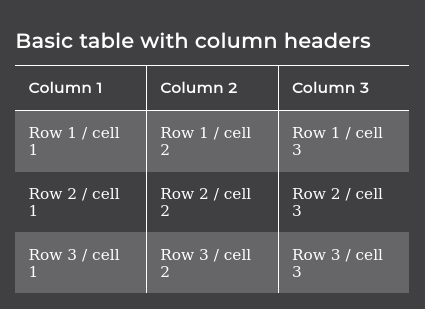 Basic table with column headers
Column 1 Column 2 Column 3
Row 1 / cell 1 Row 1 / cell 2 Row 1 / cell 3
Row 2 / cell 1 Row 2 / cell 2 Row 2 / cell 3
Row 3 / cell 1 Row 3 / cell 2 Row 3 / cell 3